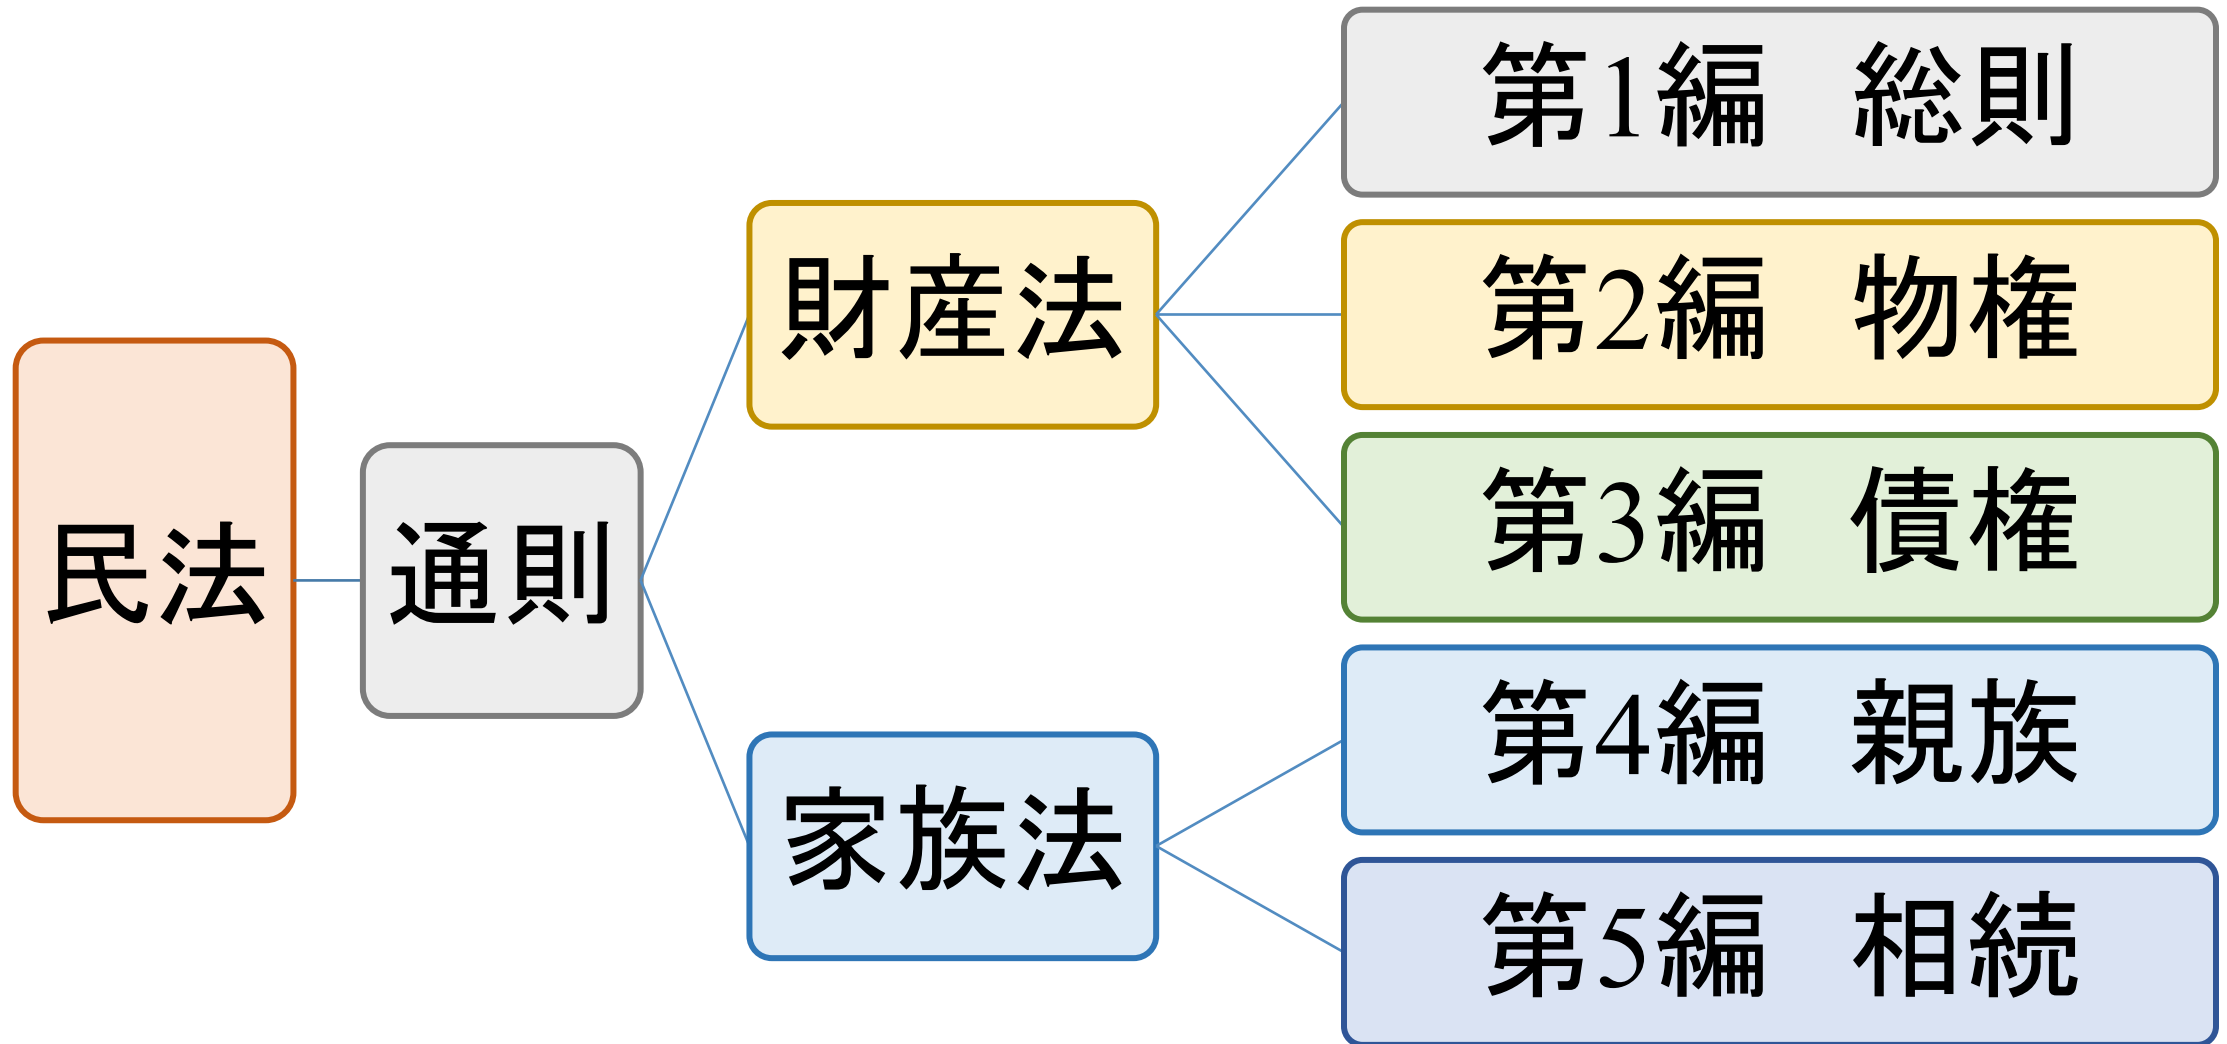 民法
通則
財産法
家族法
第1編　総則
第2編　物権
第3編　債権
第4編　親族
第5編　相続